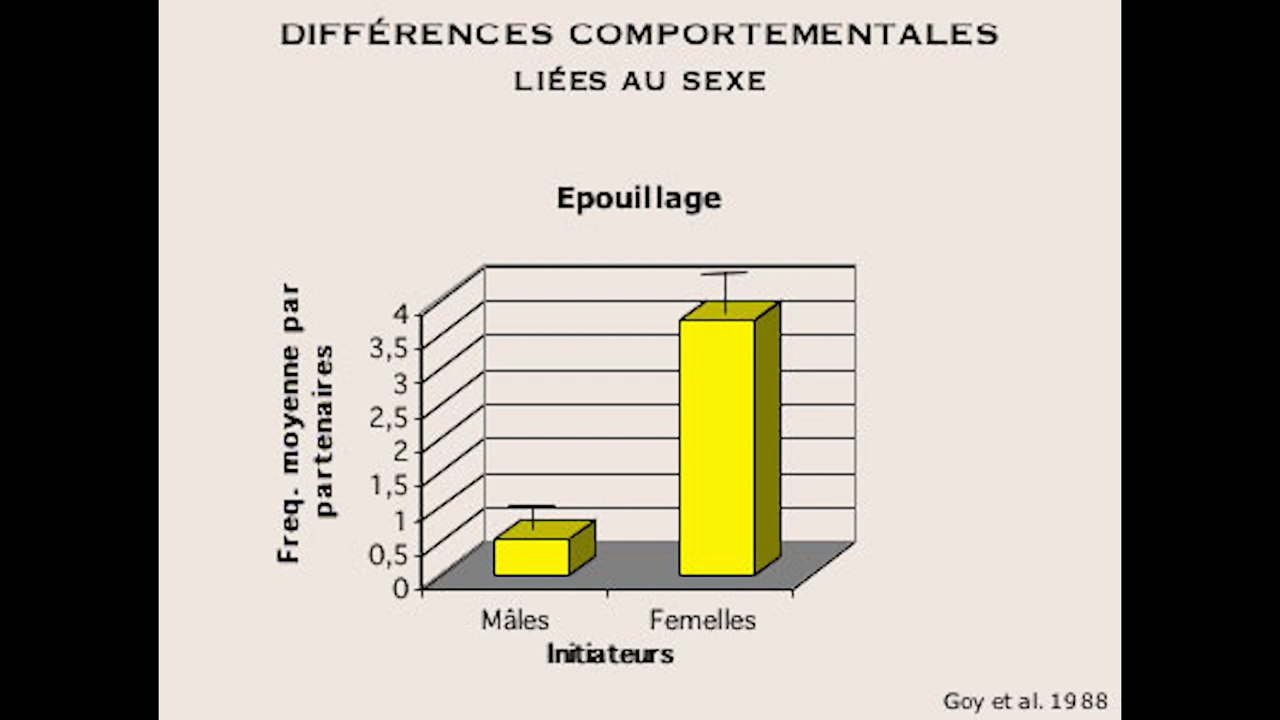 DIFFÉRENCES COMPORTEMENTALES
LIÉES AU SEXE
Epouillage
Freq. moyenne par
partenaires
4
3,5
3
2,5
2
1,5
1
0,5
0
Mâles
Femelles
Initiateurs
Goy et al. 1988